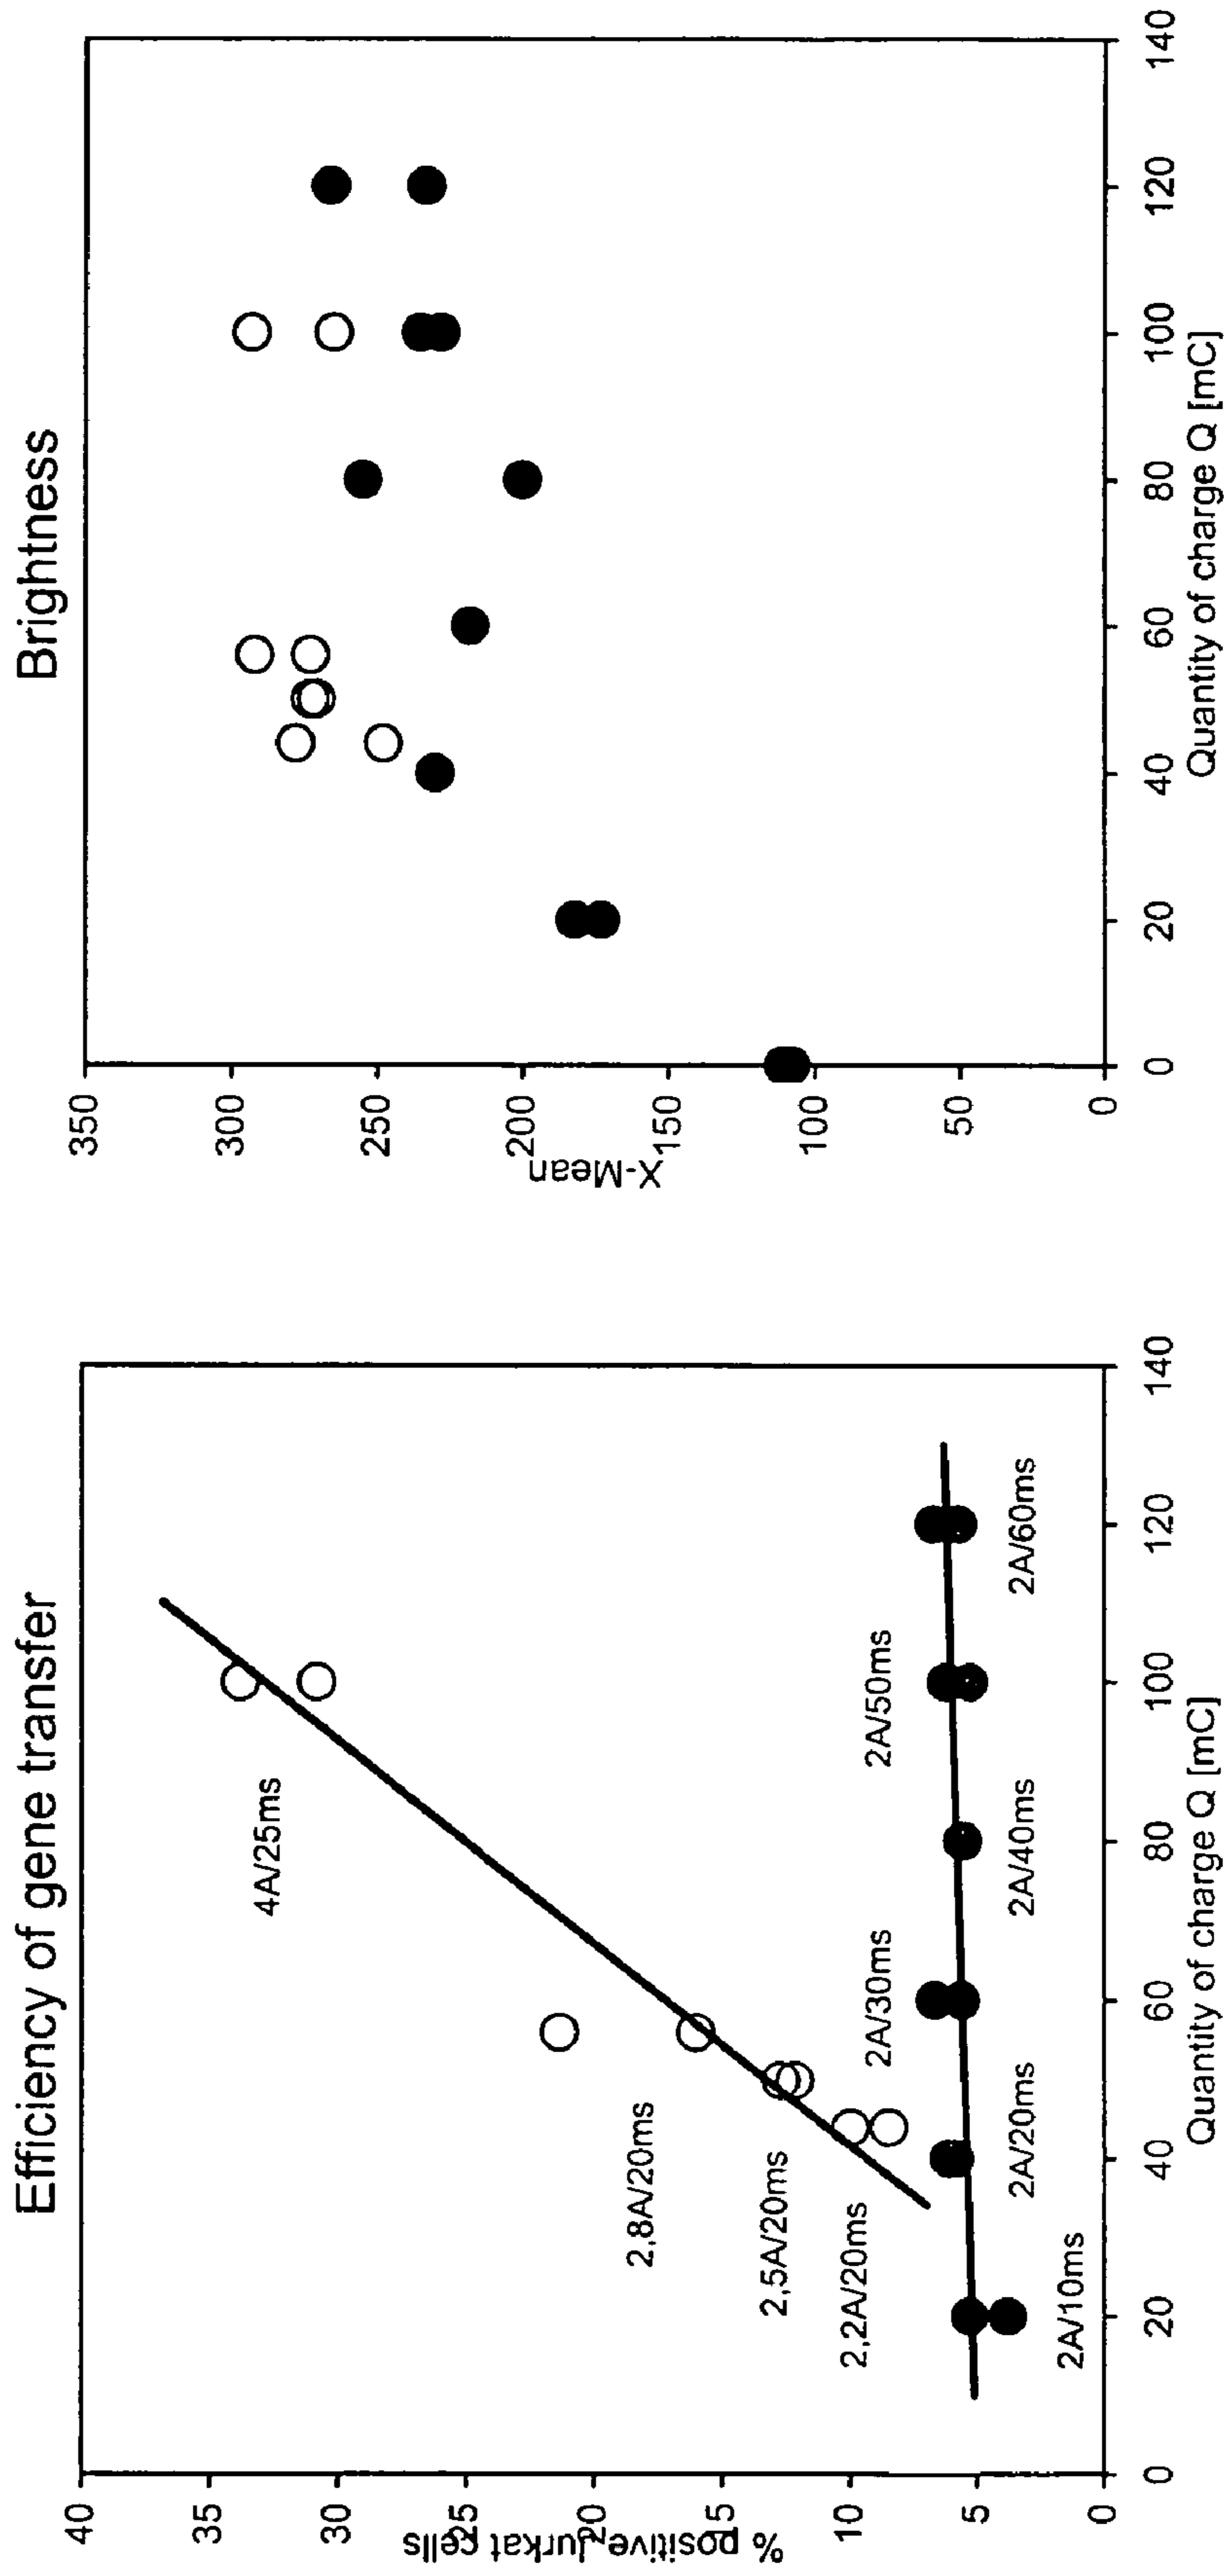 Efficiency of gene transfer
% positive Jurkat cells
40
35
30
25
20
15
10
5
0
4A/25ms
2,8A/20ms
2,5A/20ms
2,2A/20ms
2A/10ms
2A/20ms
2A/30ms
2A/40ms
2A/50ms
2A/60ms
0 20 40 60 80 100 120 140
Quantity of charge Q [mC]
Brightness
X-Mean
350
300
250
200
150
100
50
0
0 20 40 60 80 100 120 140
Quantity of charge Q [mC]